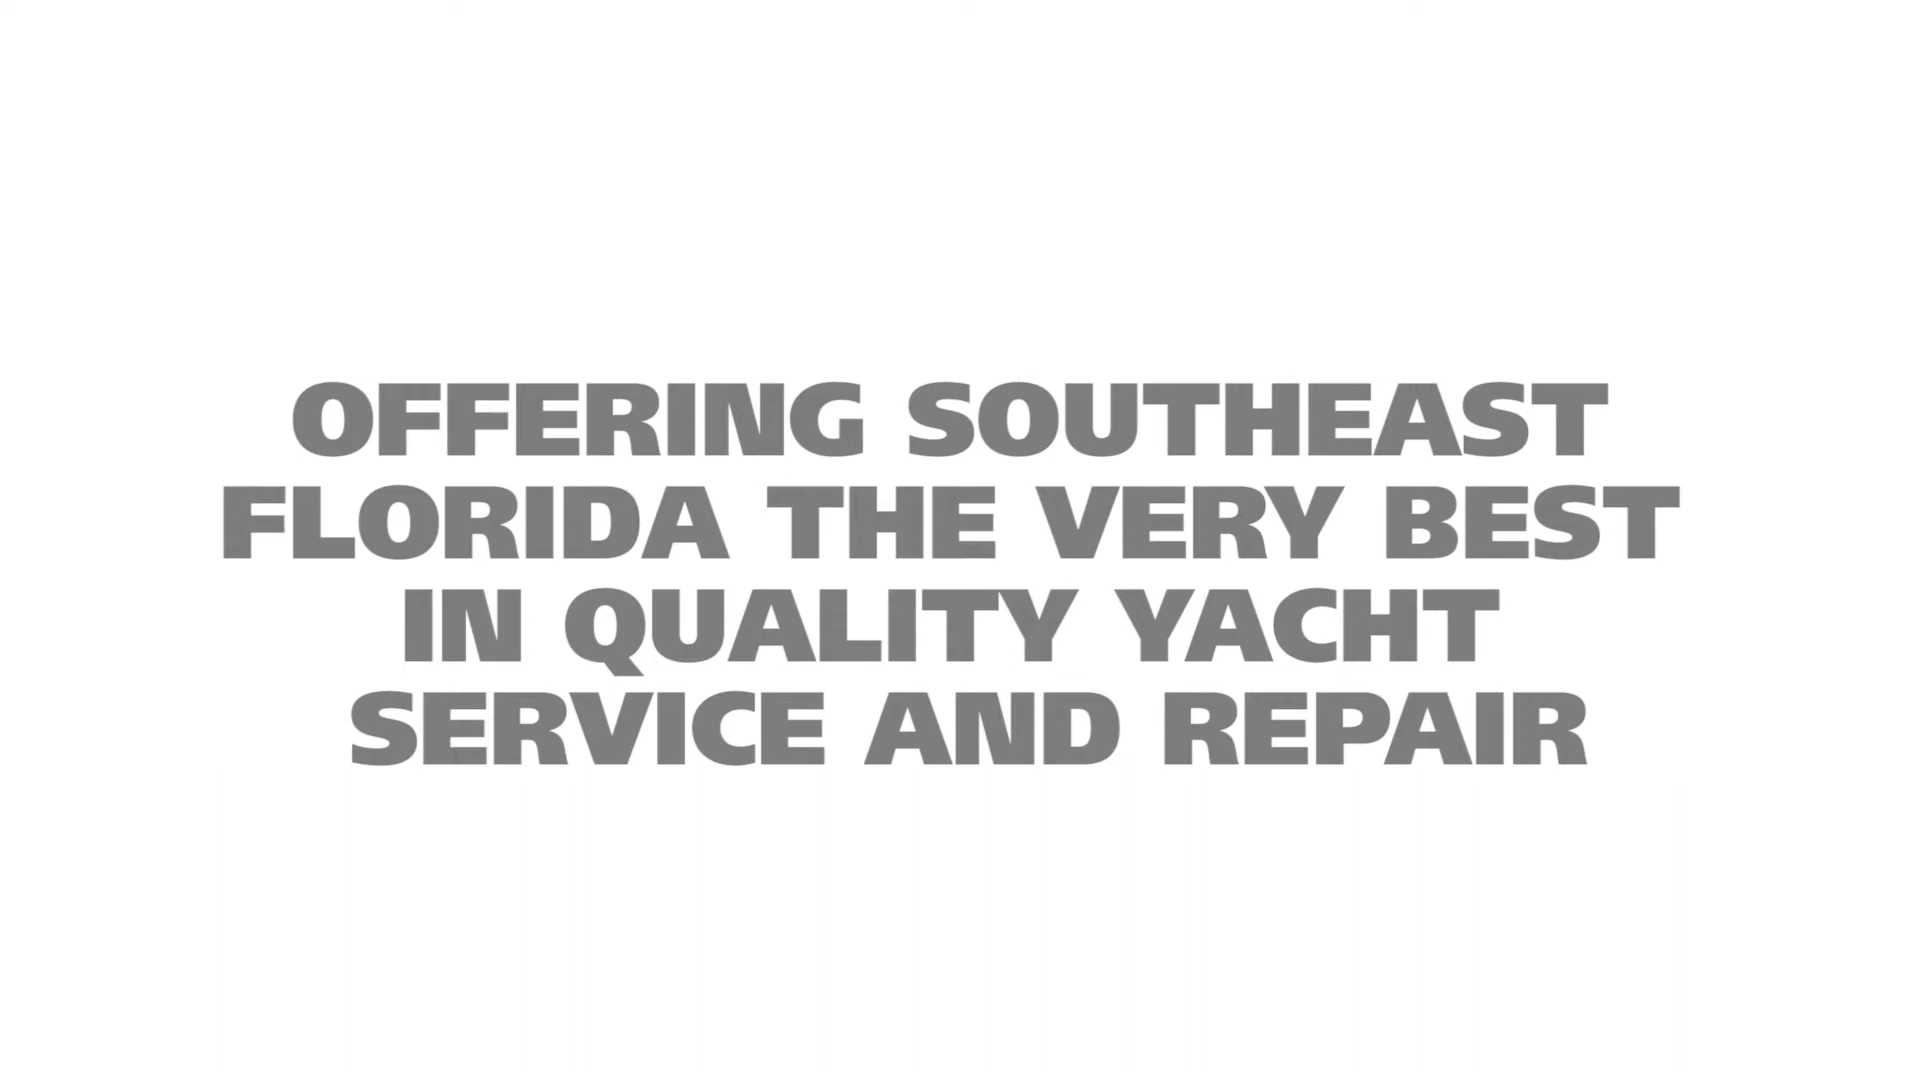 OFFERING SOUTHEAST
FLORIDA THE VERY BEST
IN QUALITY YACHT
SERVICE AND REPAIR